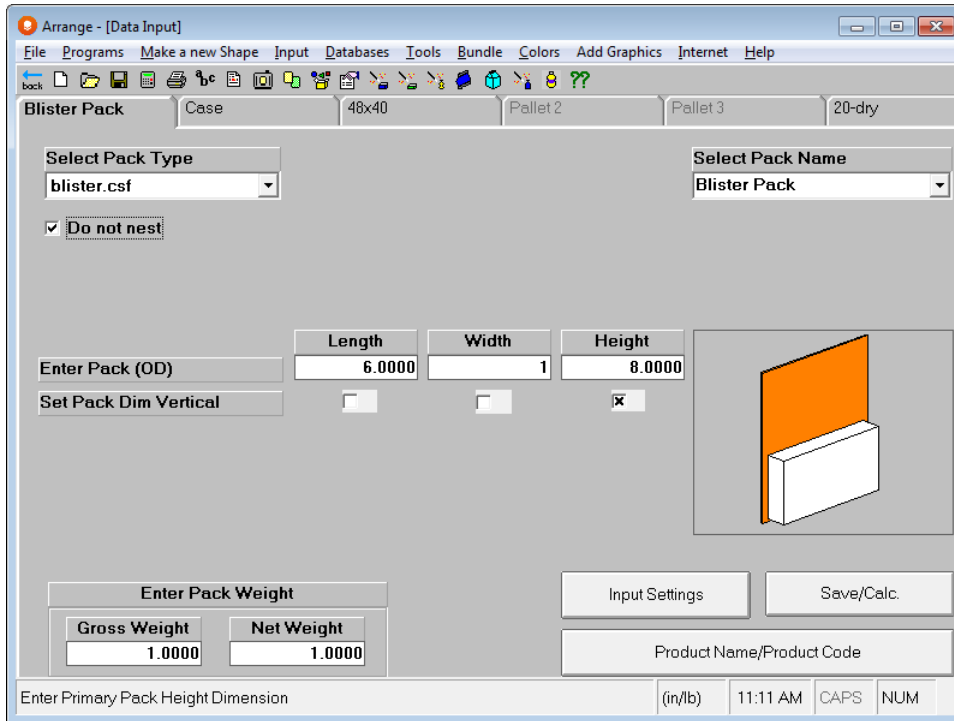 Arrange - [Data Input]
File Programs Make a new Shape Input Databases Tools Bundle Colors Add Graphics Internet Help
back abc ??
Blister Pack Case 48x40 Pallet 2 Pallet 3 20-dry
Select Pack Type Select Pack Name
blister.csf Blister Pack
Do not nest
Length Width Height
Enter Pack (OD) 6.0000 1 8.0000
Set Pack Dim Vertical
Enter Pack Weight Input Settings Save/Calc.
Gross Weight Net Weight
1.0000 1.0000 Product Name/Product Code
Enter Primary Pack Height Dimension (in/lb) 11:11 AM CAPS NUM